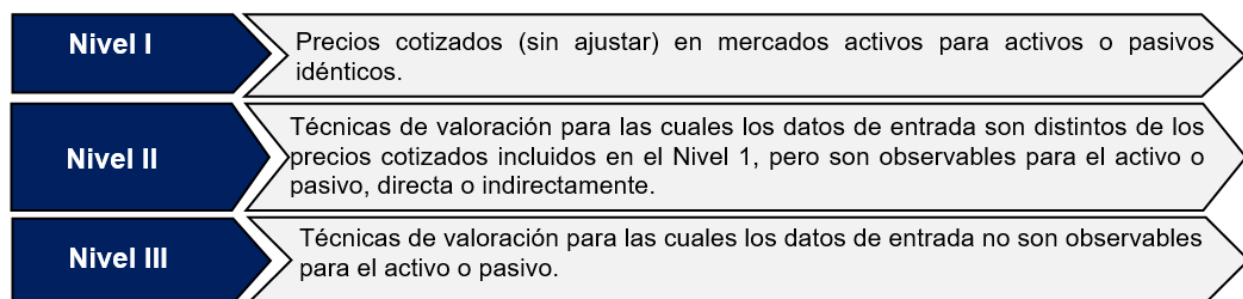 Nivel I
Precios cotizados (sin ajustar) en mercados activos para activos o pasivos
idénticos.
Nivel II
Técnicas de valoración para las cuales los datos de entrada son distintos de los
precios cotizados incluidos en el Nivel 1, pero son observables para el activo o
pasivo, directa o indirectamente.
Nivel III
Técnicas de valoración para las cuales los datos de entrada no son observables
para el activo o pasivo.